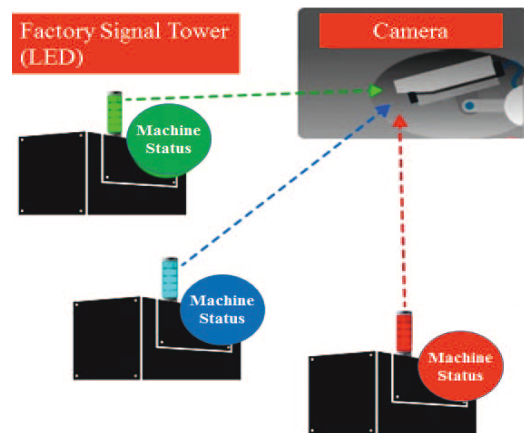 Factory Signal Tower
(LED)
Camera
Machine
Status
Machine
Status
Machine
Status